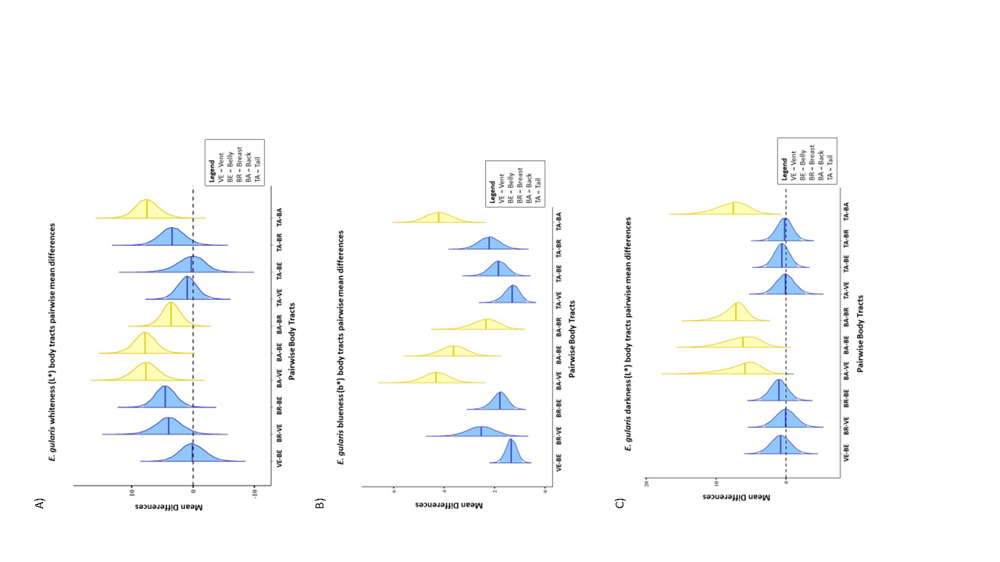 A)
E. gularis whiteness (L*) body tracts pairwise mean differences
Mean Differences
10
0
-10
VE-BE
BR-VE
BR-BE
BA-VE
BA-BE
BA-BR
TA-VE
TA-BE
TA-BR
TA-BA
Pairwise Body Tracts
Legend
VE – Vent
BE – Belly
BR – Breast
BA – Back
TA – Tail
B)
E. gularis blueness (b*) body tracts pairwise mean differences
Mean Differences
6
4
2
0
VE-BE
BR-VE
BR-BE
BA-VE
BA-BE
BA-BR
TA-VE
TA-BE
TA-BR
TA-BA
Pairwise Body Tracts
Legend
VE – Vent
BE – Belly
BR – Breast
BA – Back
TA – Tail
C)
E. gularis darkness (L*) body tracts pairwise mean differences
Mean Differences
20
10
0
VE-BE
BR-VE
BR-BE
BA-VE
BA-BE
BA-BR
TA-VE
TA-BE
TA-BR
TA-BA
Pairwise Body Tracts
Legend
VE – Vent
BE – Belly
BR – Breast
BA – Back
TA – Tail